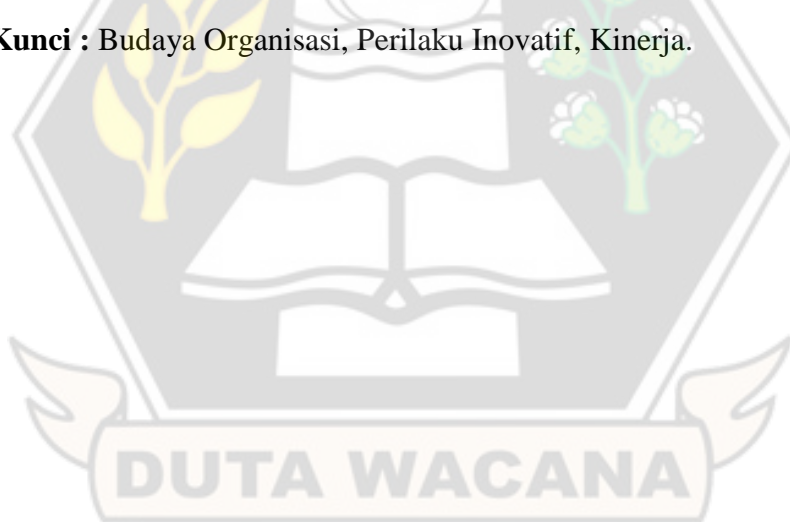 Kunci : Budaya Organisasi, Perilaku Inovatif, Kinerja.
DUTA WACANA